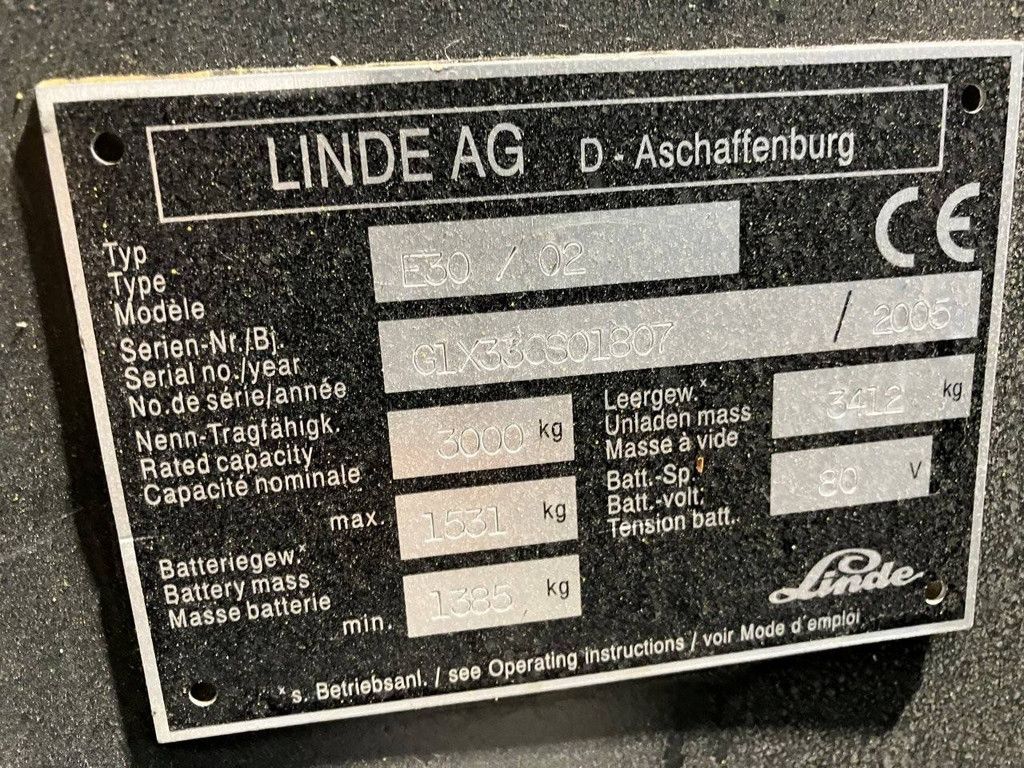 LINDE AG D - Aschaffenburg
CE
Typ
Type
Modèle
E30 / 02
Serien-Nr./Bj.
Serial no./year
No.de série/année
G1X330S01807 / 2005
Nenn-Tragfähigk.
Rated capacity
Capacité nominale
3000 kg
Leergew.*
Unladen mass
Masse à vide
3412 kg
Batteriegew.*
Battery mass
Masse batterie
max. 1531 kg
min. 1385 kg
Batt.-Sp.
Batt.-volt.
Tension batt.
80 V
Linde
*s. Betriebsanl. / see Operating instructions / voir Mode d'emploi